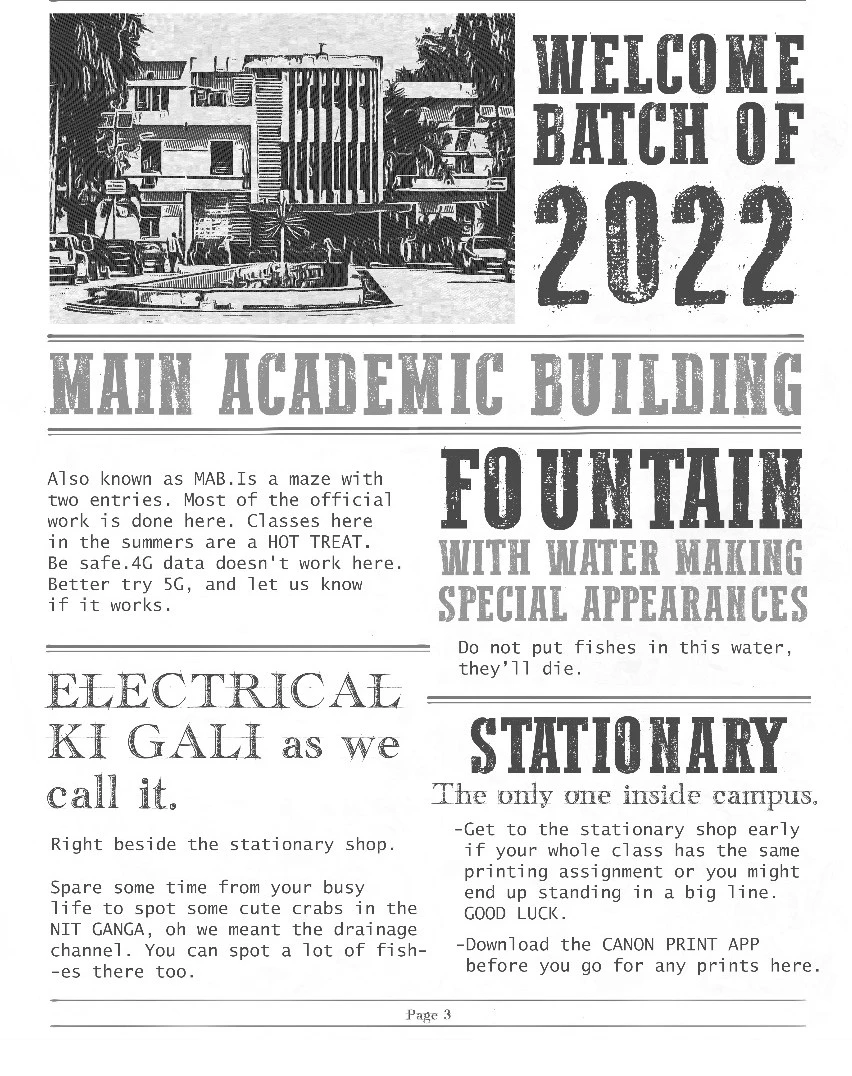 WELCOME
BATCH OF
2022
MAIN ACADEMIC BUILDING
Also known as MAB.Is a maze with
two entries. Most of the official
work is done here. Classes here
in the summers are a HOT TREAT.
Be safe.4G data doesn't work here.
Better try 5G, and let us know
if it works.
FOUNTAIN
WITH WATER MAKING
SPECIAL APPEARANCES
Do not put fishes in this water,
they'll die.
ELECTRICAL
KI GALI as we
call it.
Right beside the stationary shop.
Spare some time from your busy
life to spot some cute crabs in the
NIT GANGA, oh we meant the drainage
channel. You can spot a lot of fish-
-es there too.
STATIONARY
The only one inside campus.
-Get to the stationary shop early
if your whole class has the same
printing assignment or you might
end up standing in a big line.
GOOD LUCK.
-Download the CANON PRINT APP
before you go for any prints here.
Page 3